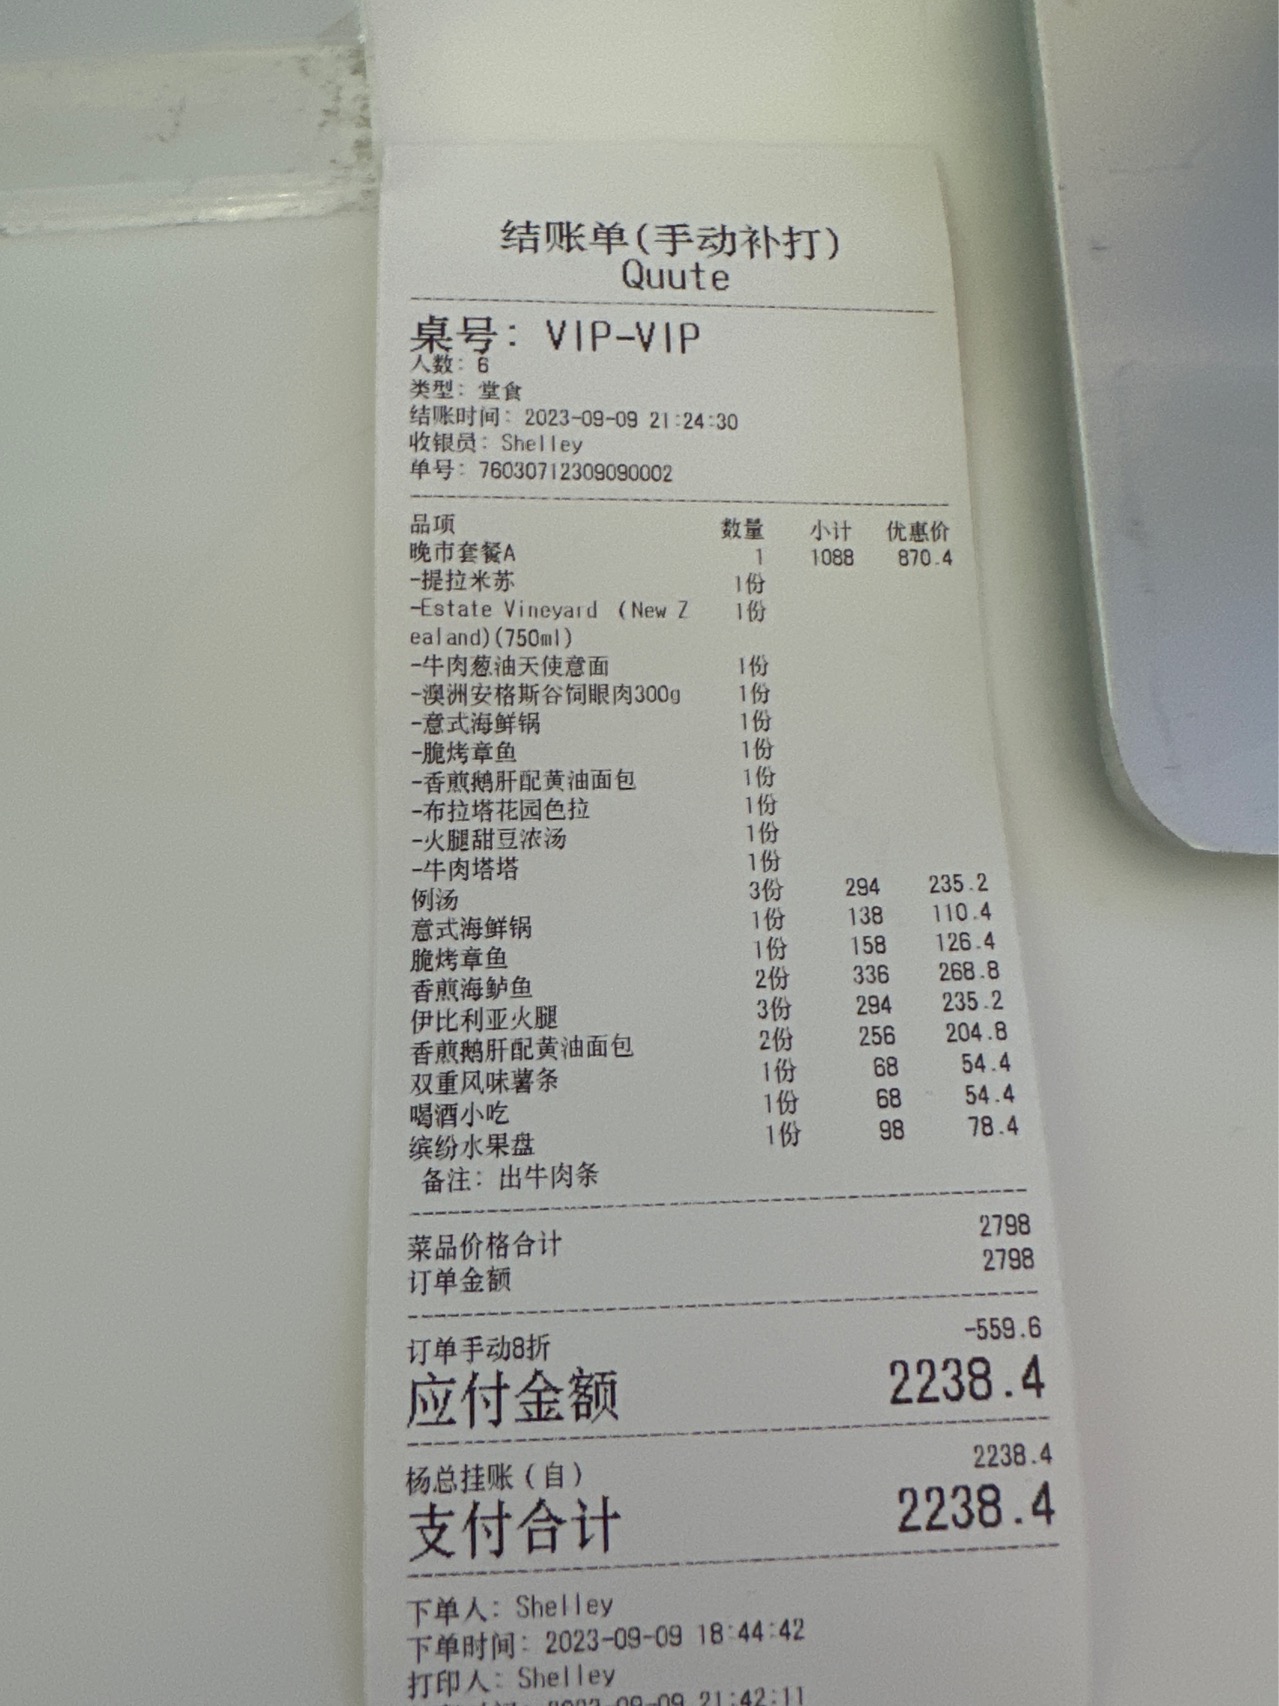 结账单(手动补打)
Quute
桌号: VIP-VIP
人数: 6
类型: 堂食
结账时间: 2023-09-09 21:24:30
收银员: Shelley
单号: 76030712309090002
品项 数量 小计 优惠价
晚市套餐A 1 1088 870.4
-提拉米苏 1份
-Estate Vineyard (New Z 1份
ealand)(750ml)
-牛肉葱油天使意面 1份
-澳洲安格斯谷饲眼肉300g 1份
-意式海鲜锅 1份
-脆烤章鱼 1份
-香煎鹅肝配黄油面包 1份
-布拉塔花园色拉 1份
-火腿甜豆浓汤 1份
-牛肉塔塔 1份
例汤 3份 294 235.2
意式海鲜锅 1份 138 110.4
脆烤章鱼 1份 158 126.4
香煎海鲈鱼 2份 336 268.8
伊比利亚火腿 3份 294 235.2
香煎鹅肝配黄油面包 2份 256 204.8
双重风味薯条 1份 68 54.4
喝酒小吃 1份 68 54.4
缤纷水果盘 1份 98 78.4
备注: 出牛肉条
菜品价格合计 2798
订单金额 2798
订单手动8折 -559.6
应付金额 2238.4
杨总挂账(自) 2238.4
支付合计 2238.4
下单人: Shelley
下单时间: 2023-09-09 18:44:42
打印人: Shelley
2023-09-09 21:42:11